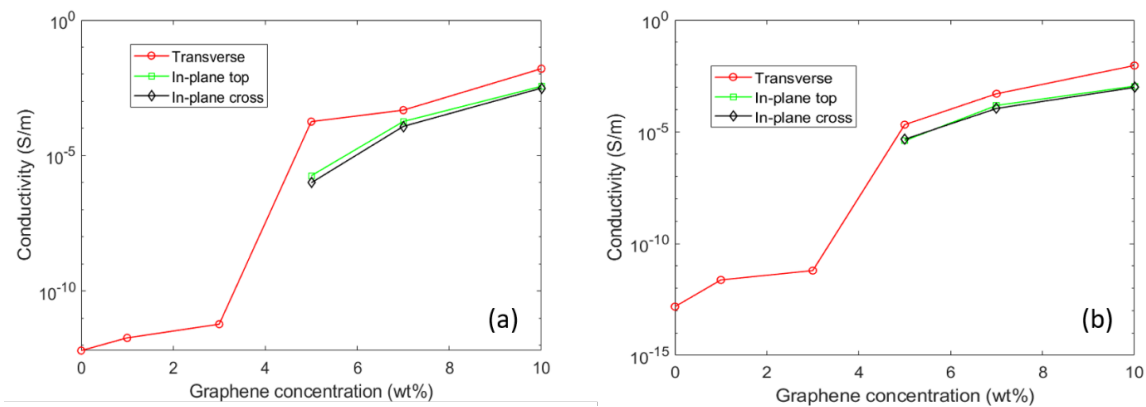 10^0
Transverse
In-plane top
In-plane cross
10^-5
10^-10
Conductivity (S/m)
(a)
0 2 4 6 8 10
Graphene concentration (wt%)
10^0
Transverse
In-plane top
In-plane cross
10^-5
10^-10
10^-15
Conductivity (S/m)
(b)
0 2 4 6 8 10
Graphene concentration (wt%)